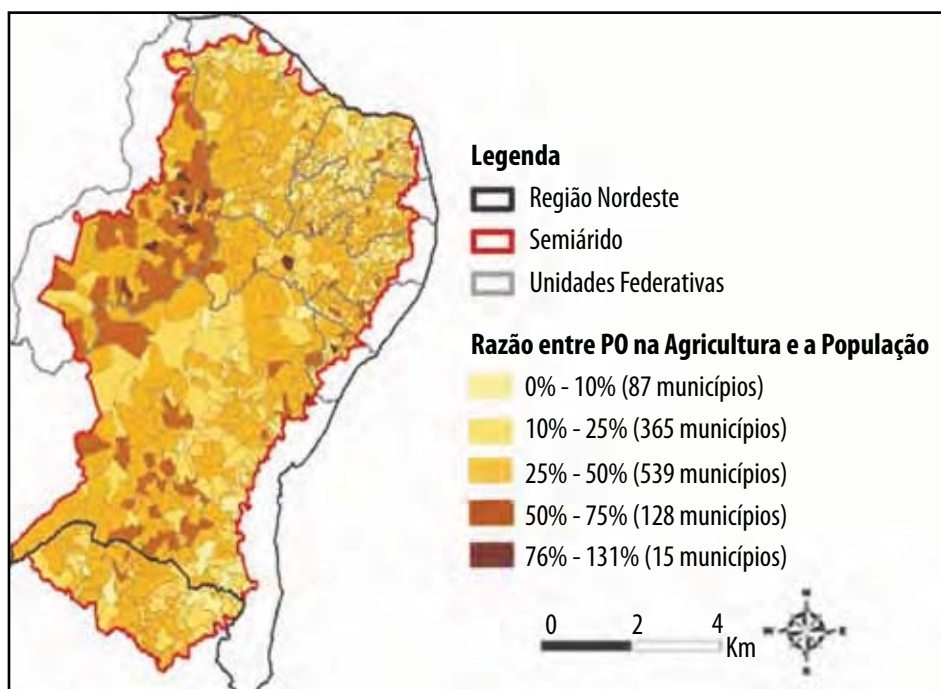 Legenda
Região Nordeste
Semiárido
Unidades Federativas
Razão entre PO na Agricultura e a População
0% - 10% (87 municípios)
10% - 25% (365 municípios)
25% - 50% (539 municípios)
50% - 75% (128 municípios)
76% - 131% (15 municípios)
0 2 4
Km